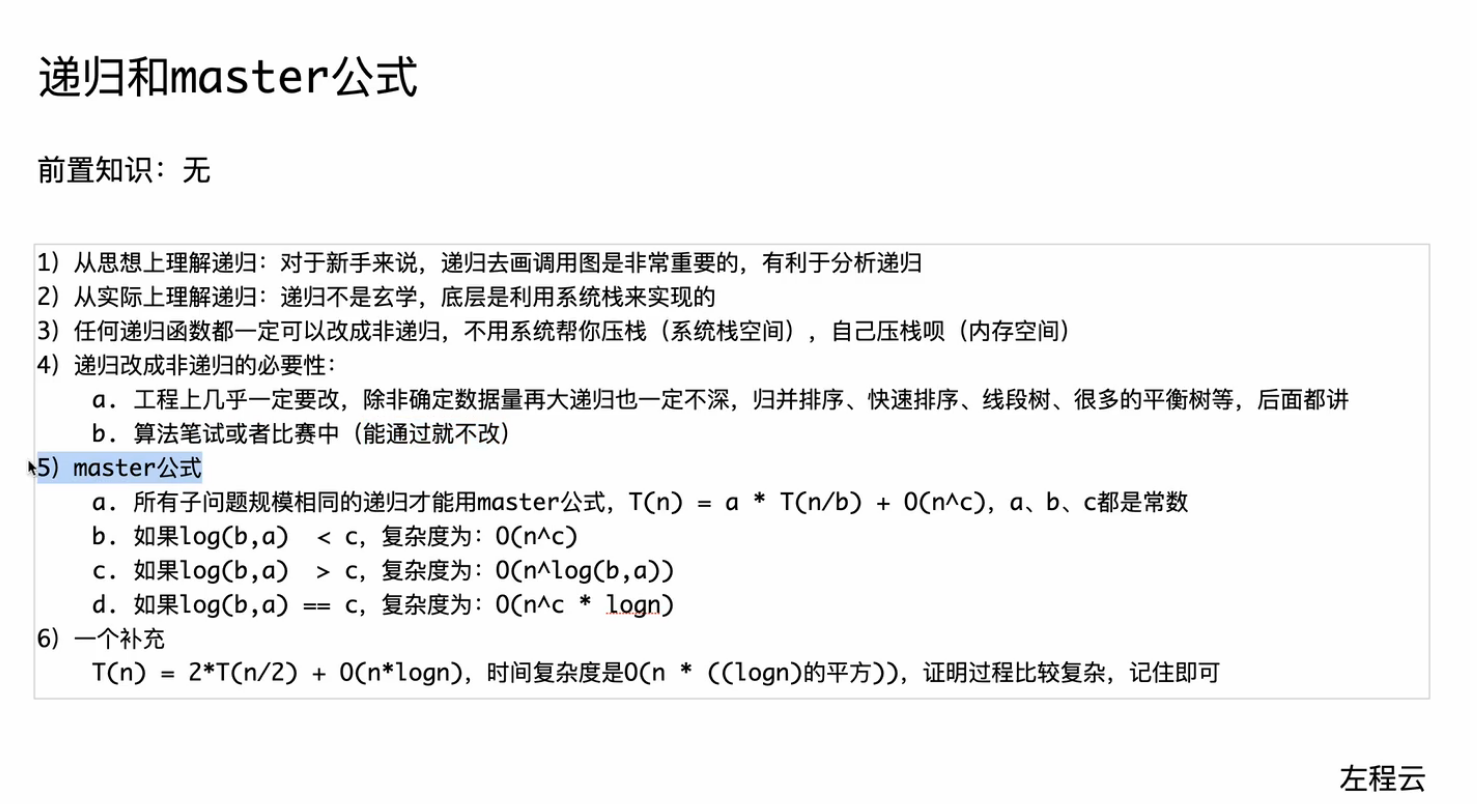 递归和master公式
前置知识：无
1）从思想上理解递归：对于新手来说，递归去画调用图是非常重要的，有利于分析递归
2）从实际上理解递归：递归不是玄学，底层是利用系统栈来实现的
3）任何递归函数都一定可以改成非递归，不用系统帮你压栈（系统栈空间），自己压栈呗（内存空间）
4）递归改成非递归的必要性：
a. 工程上几乎一定要改，除非确定数据量再大递归也一定不深，归并排序、快速排序、线段树、很多的平衡树等，后面都讲
b. 算法笔试或者比赛中（能通过就不改）
5）master公式
a. 所有子问题规模相同的递归才能用master公式，T(n) = a * T(n/b) + O(n^c)，a、b、c都是常数
b. 如果log(b,a)  < c，复杂度为：O(n^c)
c. 如果log(b,a)  > c，复杂度为：O(n^log(b,a))
d. 如果log(b,a) == c，复杂度为：O(n^c * logn)
6）一个补充
T(n) = 2*T(n/2) + O(n*logn)，时间复杂度是O(n * ((logn)的平方))，证明过程比较复杂，记住即可
左程云